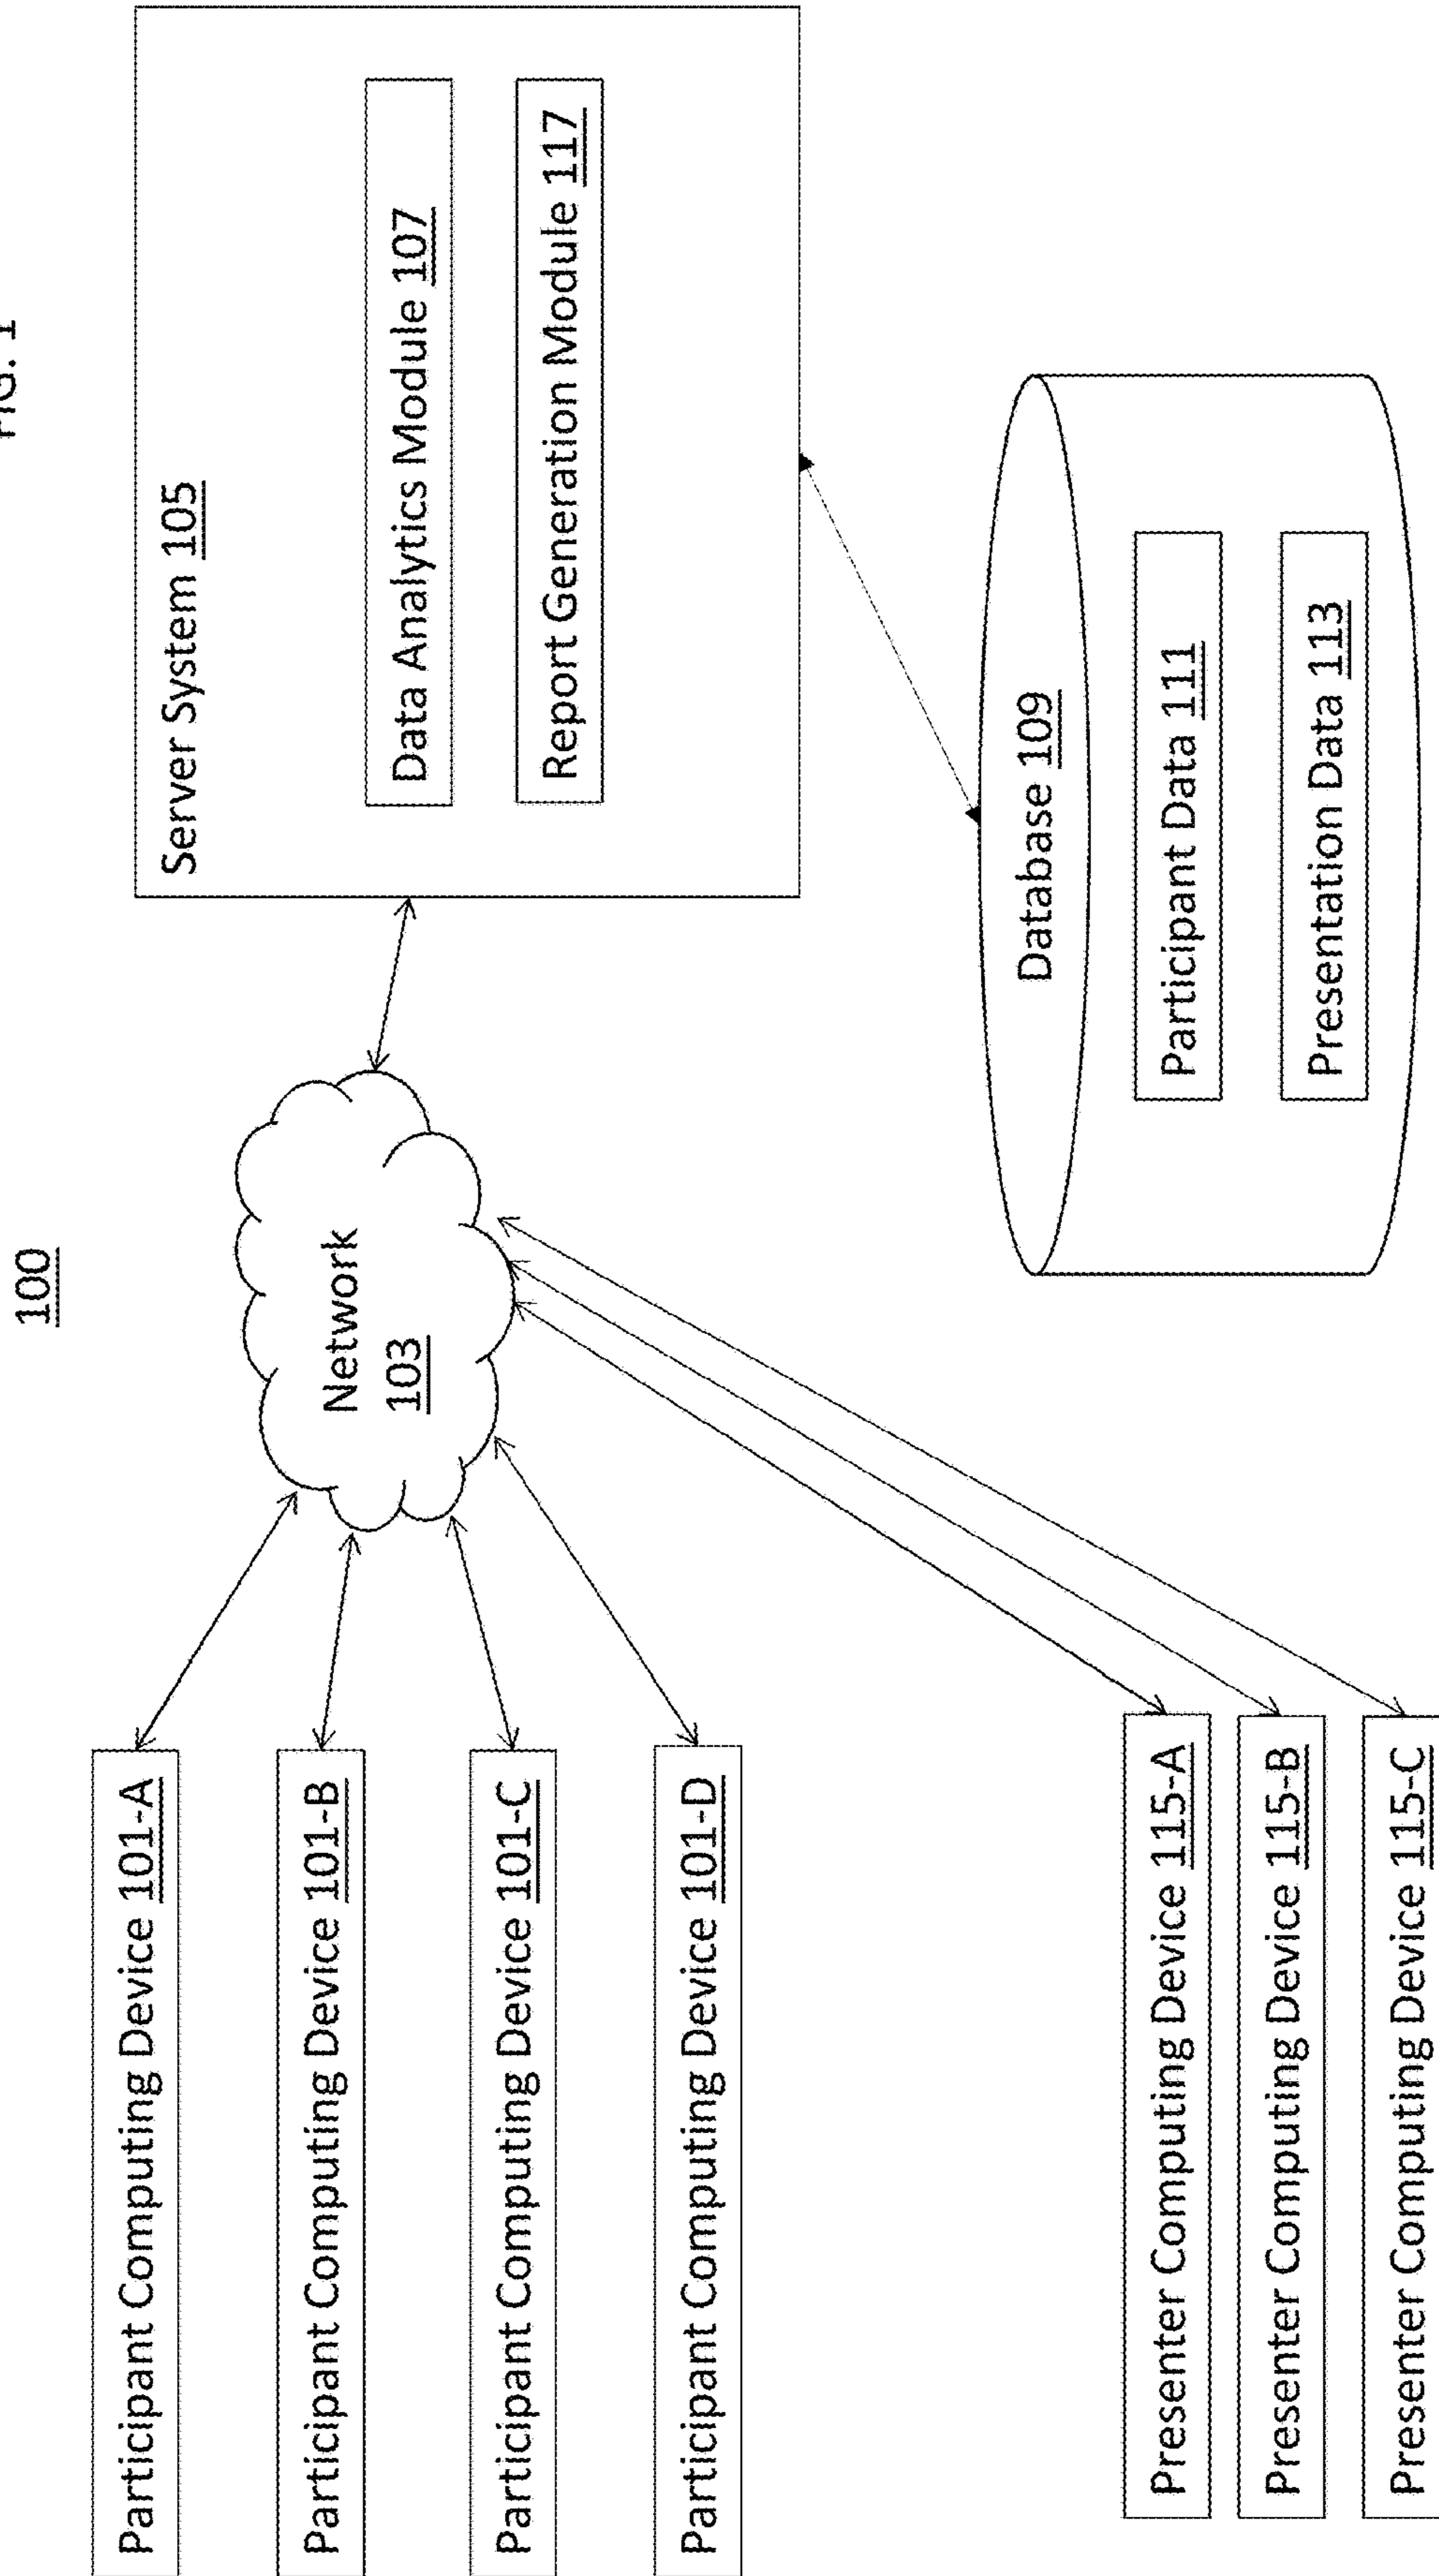 FIG. 1
100
Participant Computing Device 101-A
Participant Computing Device 101-B
Participant Computing Device 101-C
Participant Computing Device 101-D
Network
103
Server System 105
Data Analytics Module 107
Report Generation Module 117
Database 109
Participant Data 111
Presentation Data 113
Presenter Computing Device 115-A
Presenter Computing Device 115-B
Presenter Computing Device 115-C